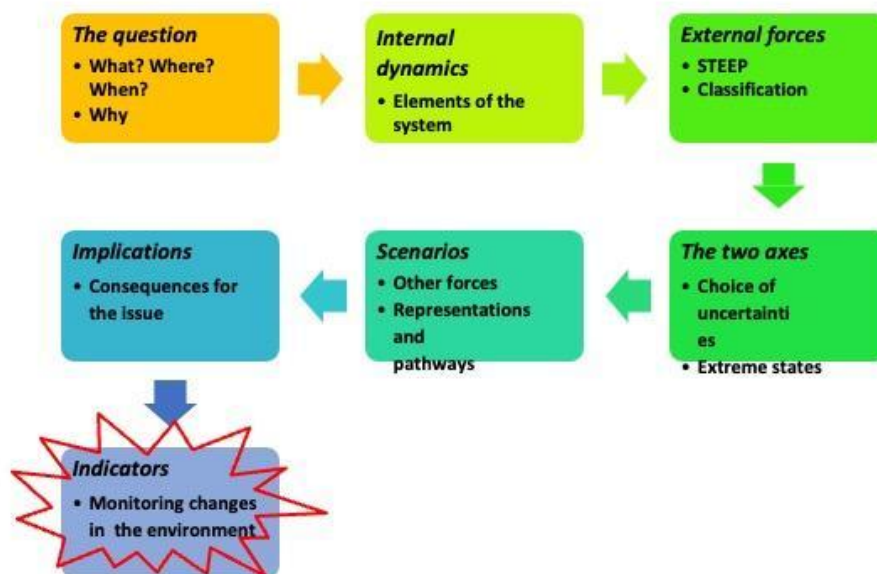 The question
• What? Where?
When?
• Why
Internal
dynamics
• Elements of the
system
External forces
• STEEP
• Classification
The two axes
• Choice of
uncertainti
es
• Extreme states
Scenarios
• Other forces
• Representations
and
pathways
Implications
• Consequences for
the issue
Indicators
• Monitoring changes
in the environment